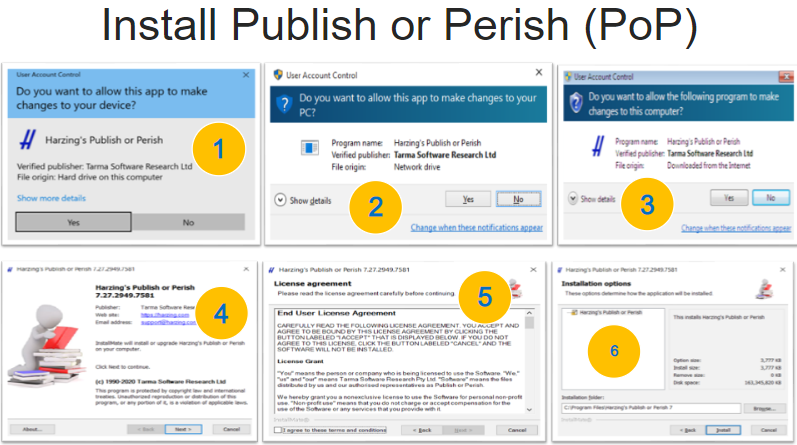 Install Publish or Perish (PoP)
User Account Control
Do you want to allow this app to make
changes to your device?
Harzing's Publish or Perish
Verified publisher: Tarma Software Research Ltd
File origin: Hard drive on this computer
Show more details
Yes
No
1
User Account Control
Do you want to allow this app to make changes to your
PC?
Program name: Harzing's Publish or Perish
Verified publisher: Tarma Software Research Ltd
File origin: Network drive
Show details
Yes
No
Change when these notifications appear
2
User Account Control
Do you want to allow the following program to make
changes to this computer?
Program name: Harzing's Publish or Perish
Verified publisher: Tarma Software Research Ltd
File origin: Downloaded from the Internet
Show details
Yes
No
Change when these notifications appear
3
Harzing's Publish or Perish 7.27.2949.7581
Harzing's Publish or Perish
7.27.2949.7581
Publisher: Tarma Software Rese
Web site: https://harzing.com
Email address: support@harzing.com
InstallMate will install or upgrade Harzing's Publish or Perish
on your computer.
Click Next to continue.
(c) 1990-2020 Tarma Software Research Ltd
This program is protected by copyright law and international
treaties. Unauthorized reproduction or distribution of this
program, or any portion of it, is a violation of applicable laws.
About...
< Back
Next >
Cancel
4
Harzing's Publish or Perish 7.27.2949.7581
License agreement
Please read the license agreement carefully before continuing.
End User License Agreement
CAREFULLY READ THE FOLLOWING LICENSE AGREEMENT. YOU ACCEPT AND
AGREE TO BE BOUND BY THIS LICENSE AGREEMENT BY CLICKING THE
BUTTON LABELED "I ACCEPT" THAT IS DISPLAYED BELOW. IF YOU DO NOT
AGREE TO THIS LICENSE, CLICK THE BUTTON LABELED "CANCEL" AND THE
SOFTWARE WILL NOT BE INSTALLED.
License Grant
"You" means the person or company who is being licensed to use the Software. "We,"
"us" and "our" means Tarma Software Research Pty Ltd. "Software" means the files
distributed by us and our authorised representatives as Publish or Perish.
We hereby grant you a nonexclusive license to use the Software for personal non-profit
use. "Non-profit use" means that you do not charge or accept compensation for the
use of the Software or any services that you provide with it.
InstallMate
I agree to these terms and conditions
< Back
Next >
Cancel
5
Harzing's Publish or Perish 7.27.2949.7581
Installation options
These options determine how the application will be installed.
Harzing's Publish or Perish
This installs Harzing's Publish or Perish
Option size: 3,777 KB
Install size: 3,777 KB
Remove size: 0 KB
Disk space: 163,345,820 KB
Installation folder:
C:\Program Files\Harzing's Publish or Perish 7
Browse...
InstallMate
< Back
Install
Cancel
6